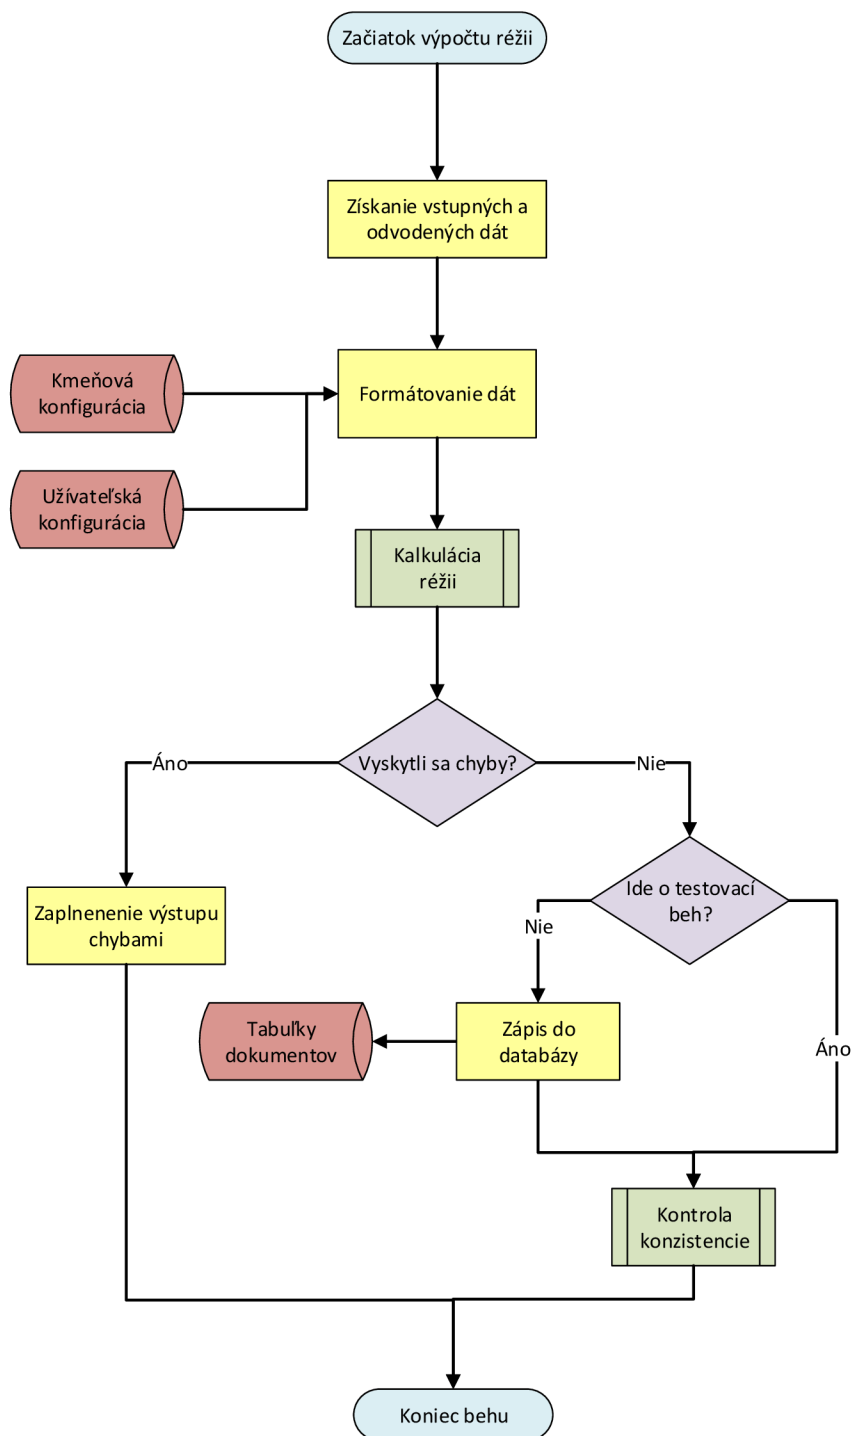 Začiatok výpočtu réžii
Získanie vstupných a
odvodených dát
Kmeňová
konfigurácia
Formátovanie dát
Užívateľská
konfigurácia
Kalkulácia
réžii
Vyskytli sa chyby?
Áno
Nie
Ide o testovací
beh?
Zaplnenenie výstupu
chybami
Nie
Tabuľky
dokumentov
Zápis do
databázy
Áno
Kontrola
konzistencie
Koniec behu